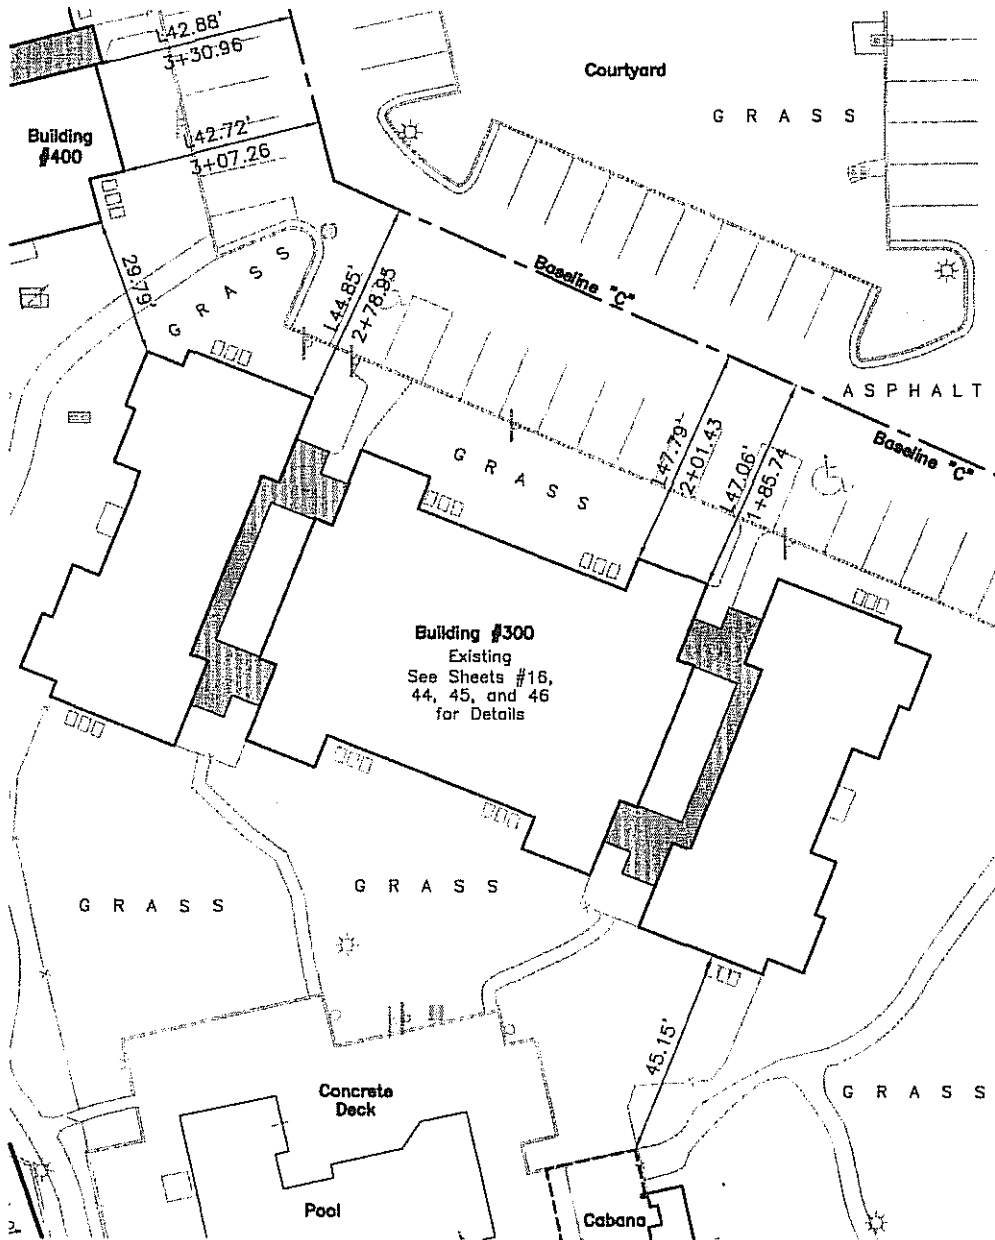 L42.88'
3+30.96
Courtyard
GRASS
Building
#400
L42.72'
3+07.26
29.79'
GRASS
L44.85'
2+78.95
Baseline "C"
ASPHALT
Baseline "C"
GRASS
L47.79'
2+01.43
L47.06'
1+85.74
Building #300
Existing
See Sheets #16,
44, 45, and 46
for Details
GRASS
GRASS
45.15'
Concrete
Deck
GRASS
Pool
Cabana